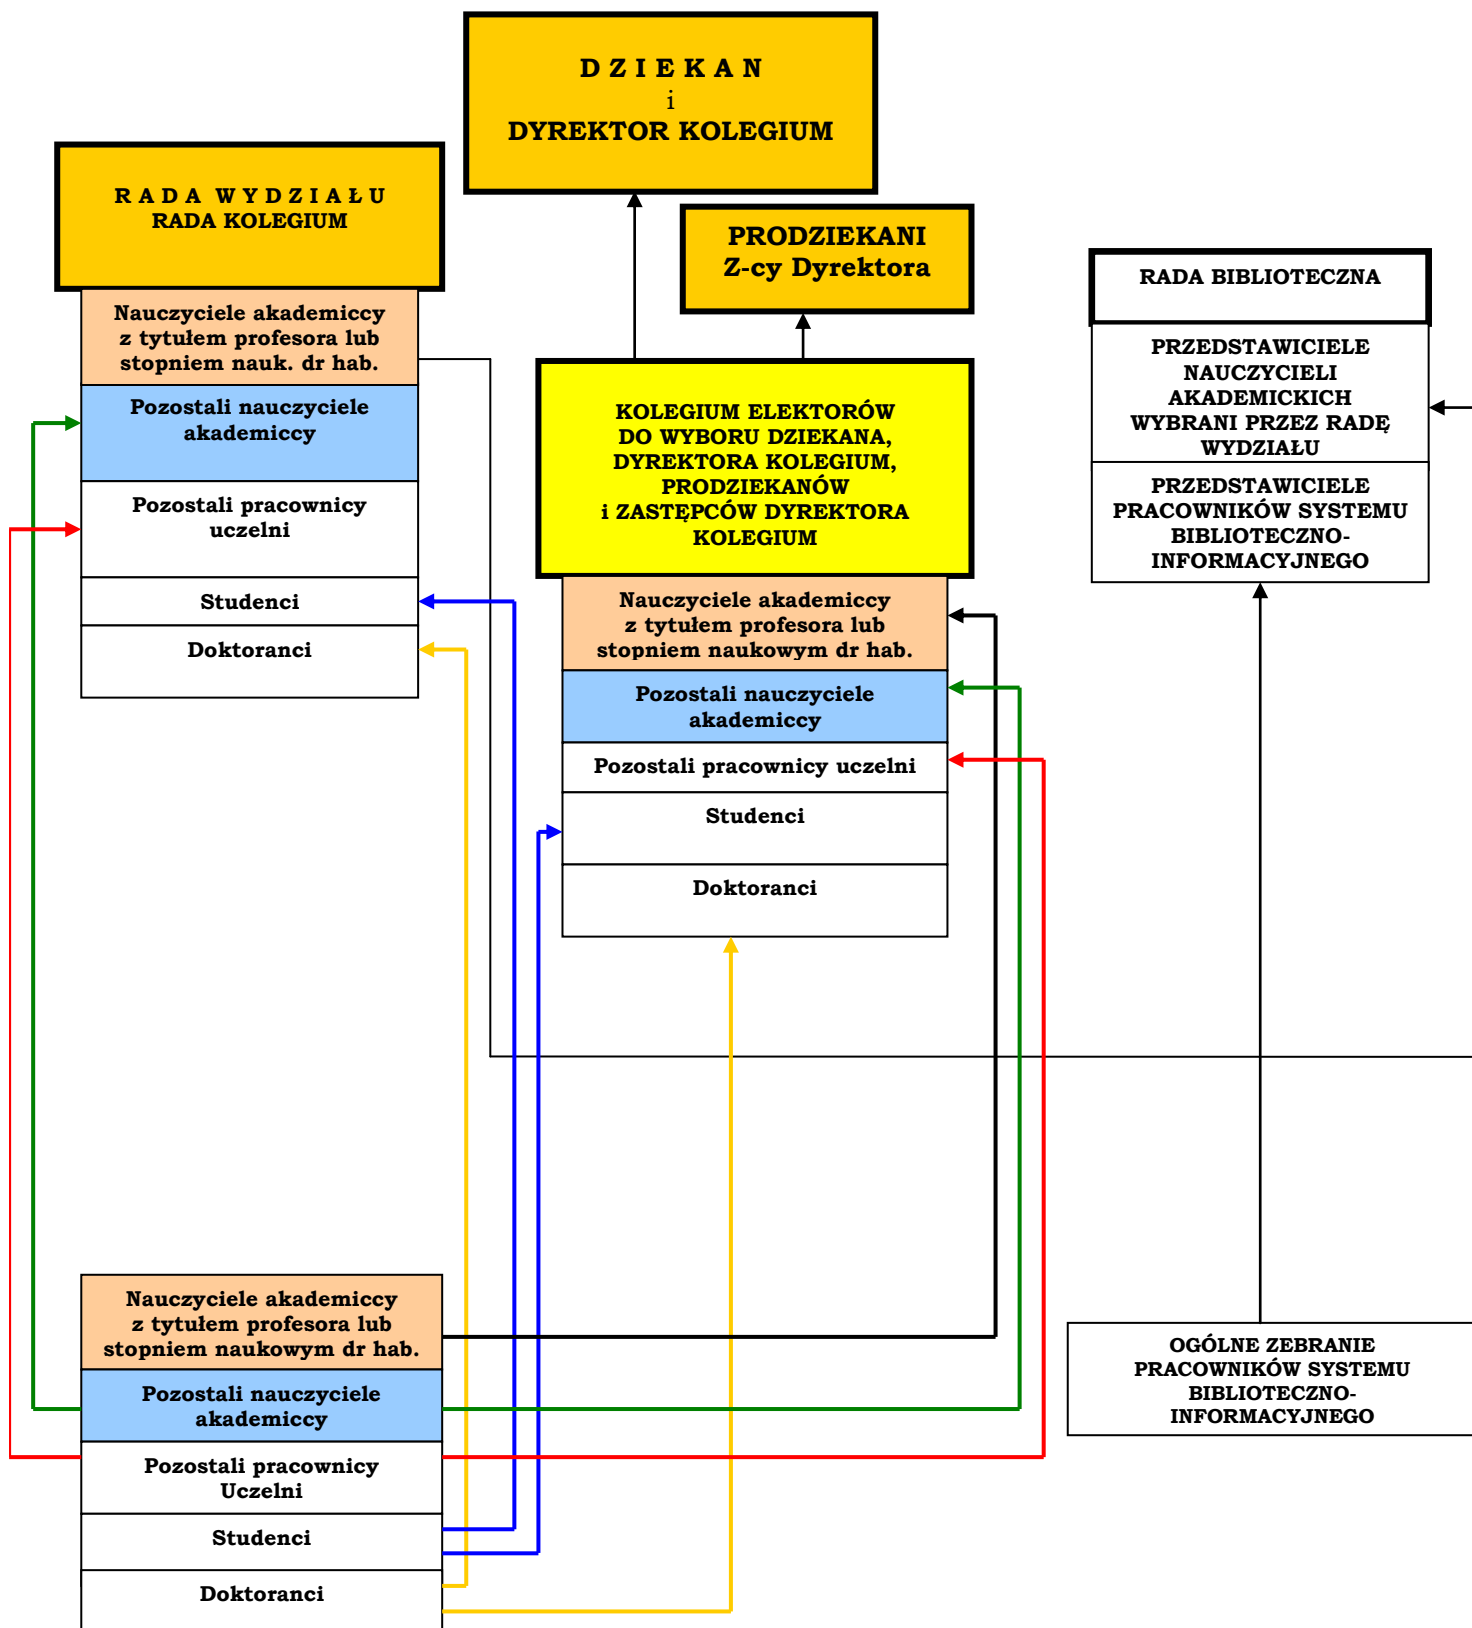 D Z I E K A N
i
DYREKTOR KOLEGIUM
R A D A W Y D Z I A Ł U
RADA KOLEGIUM
PRODZIEKANI
Z-cy Dyrektora
RADA BIBLIOTECZNA
Nauczyciele akademiccy
z tytułem profesora lub
stopniem nauk. dr hab.
Pozostali nauczyciele
akademiccy
Pozostali pracownicy
uczelni
Studenci
Doktoranci
KOLEGIUM ELEKTORÓW
DO WYBORU DZIEKANA,
DYREKTORA KOLEGIUM,
PRODZIEKANÓW
i ZASTĘPCÓW DYREKTORA
KOLEGIUM
Nauczyciele akademiccy
z tytułem profesora lub
stopniem naukowym dr hab.
Pozostali nauczyciele
akademiccy
Pozostali pracownicy uczelni
Studenci
Doktoranci
PRZEDSTAWICIELE
NAUCZYCIELI
AKADEMICKICH
WYBRANI PRZEZ RADĘ
WYDZIAŁU
PRZEDSTAWICIELE
PRACOWNIKÓW SYSTEMU
BIBLIOTECZNO-
INFORMACYJNEGO
Nauczyciele akademiccy
z tytułem profesora lub
stopniem naukowym dr hab.
Pozostali nauczyciele
akademiccy
Pozostali pracownicy
Uczelni
Studenci
Doktoranci
OGÓLNE ZEBRANIE
PRACOWNIKÓW SYSTEMU
BIBLIOTECZNO-
INFORMACYJNEGO